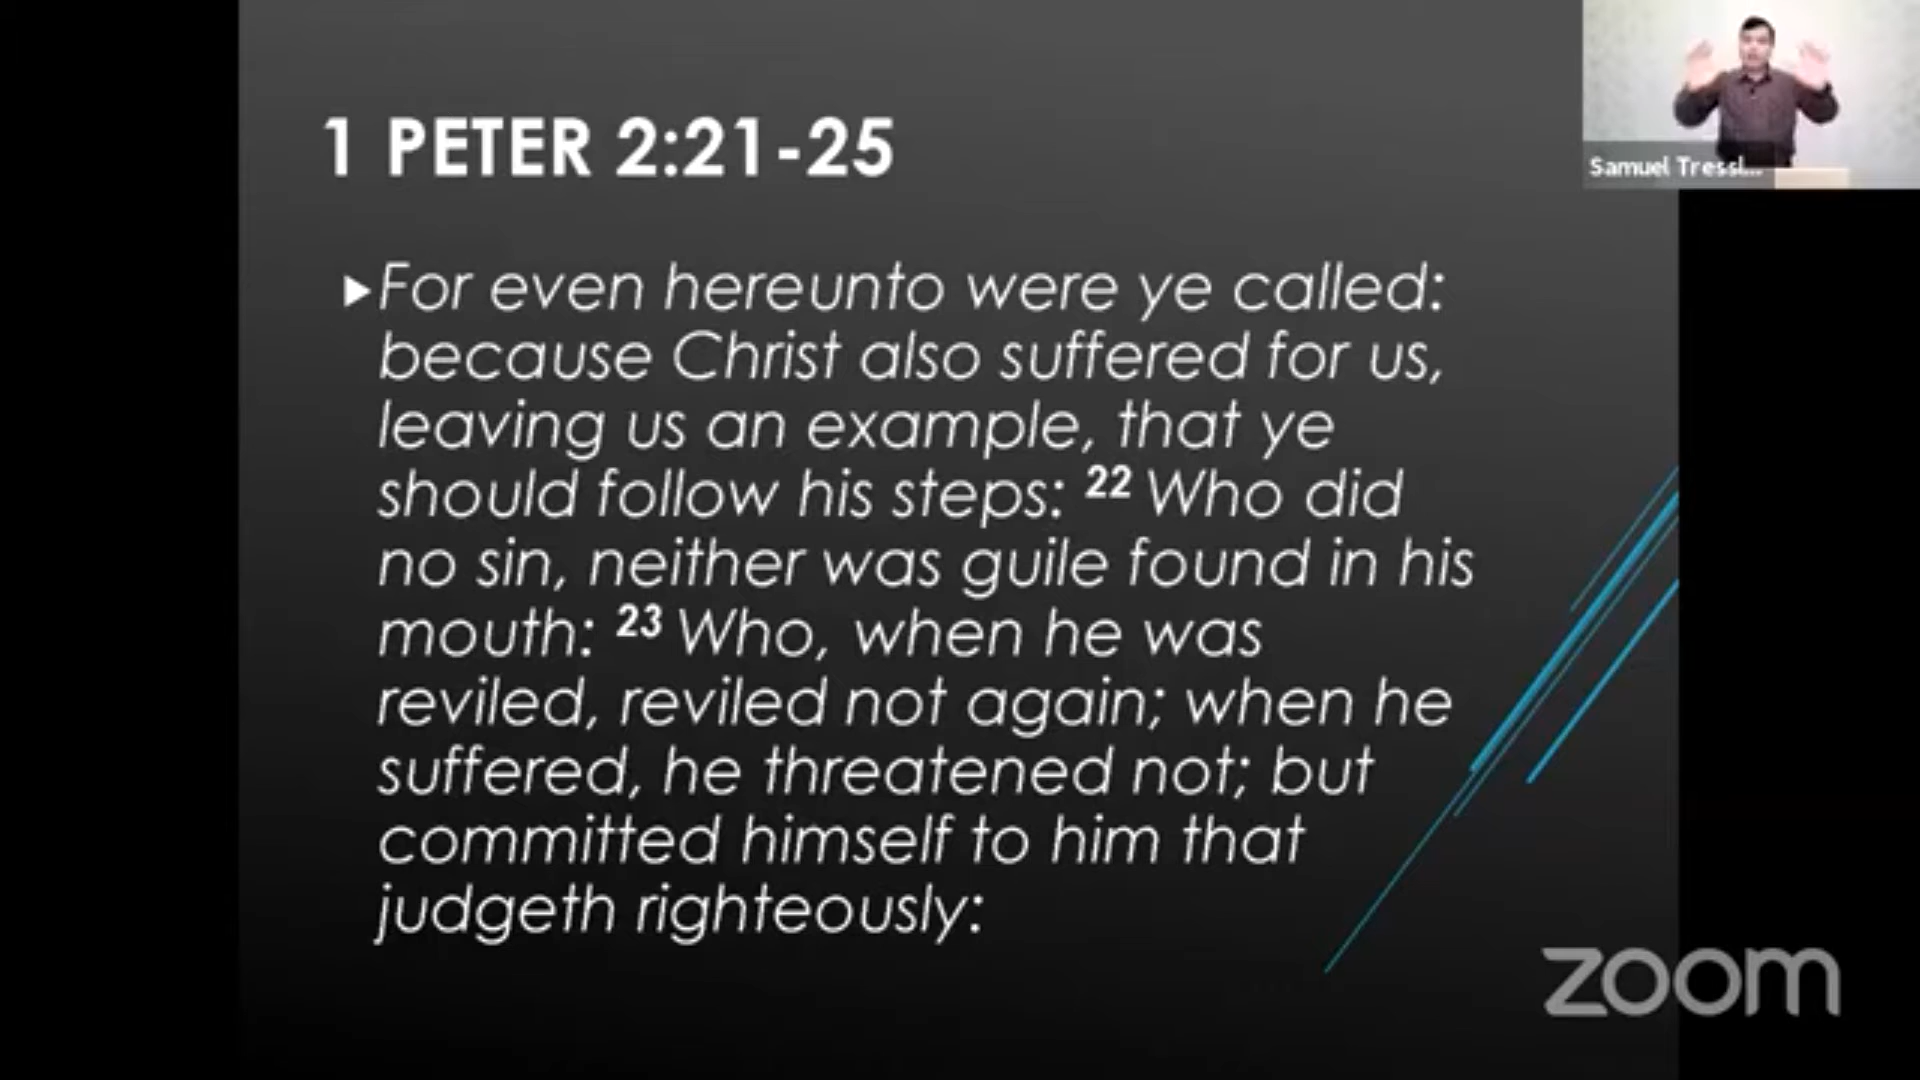 1 PETER 2:21-25
Samuel Tressl...
▶For even hereunto were ye called:
because Christ also suffered for us,
leaving us an example, that ye
should follow his steps: 22 Who did
no sin, neither was guile found in his
mouth: 23 Who, when he was
reviled, reviled not again; when he
suffered, he threatened not; but
committed himself to him that
judgeth righteously:
zoom